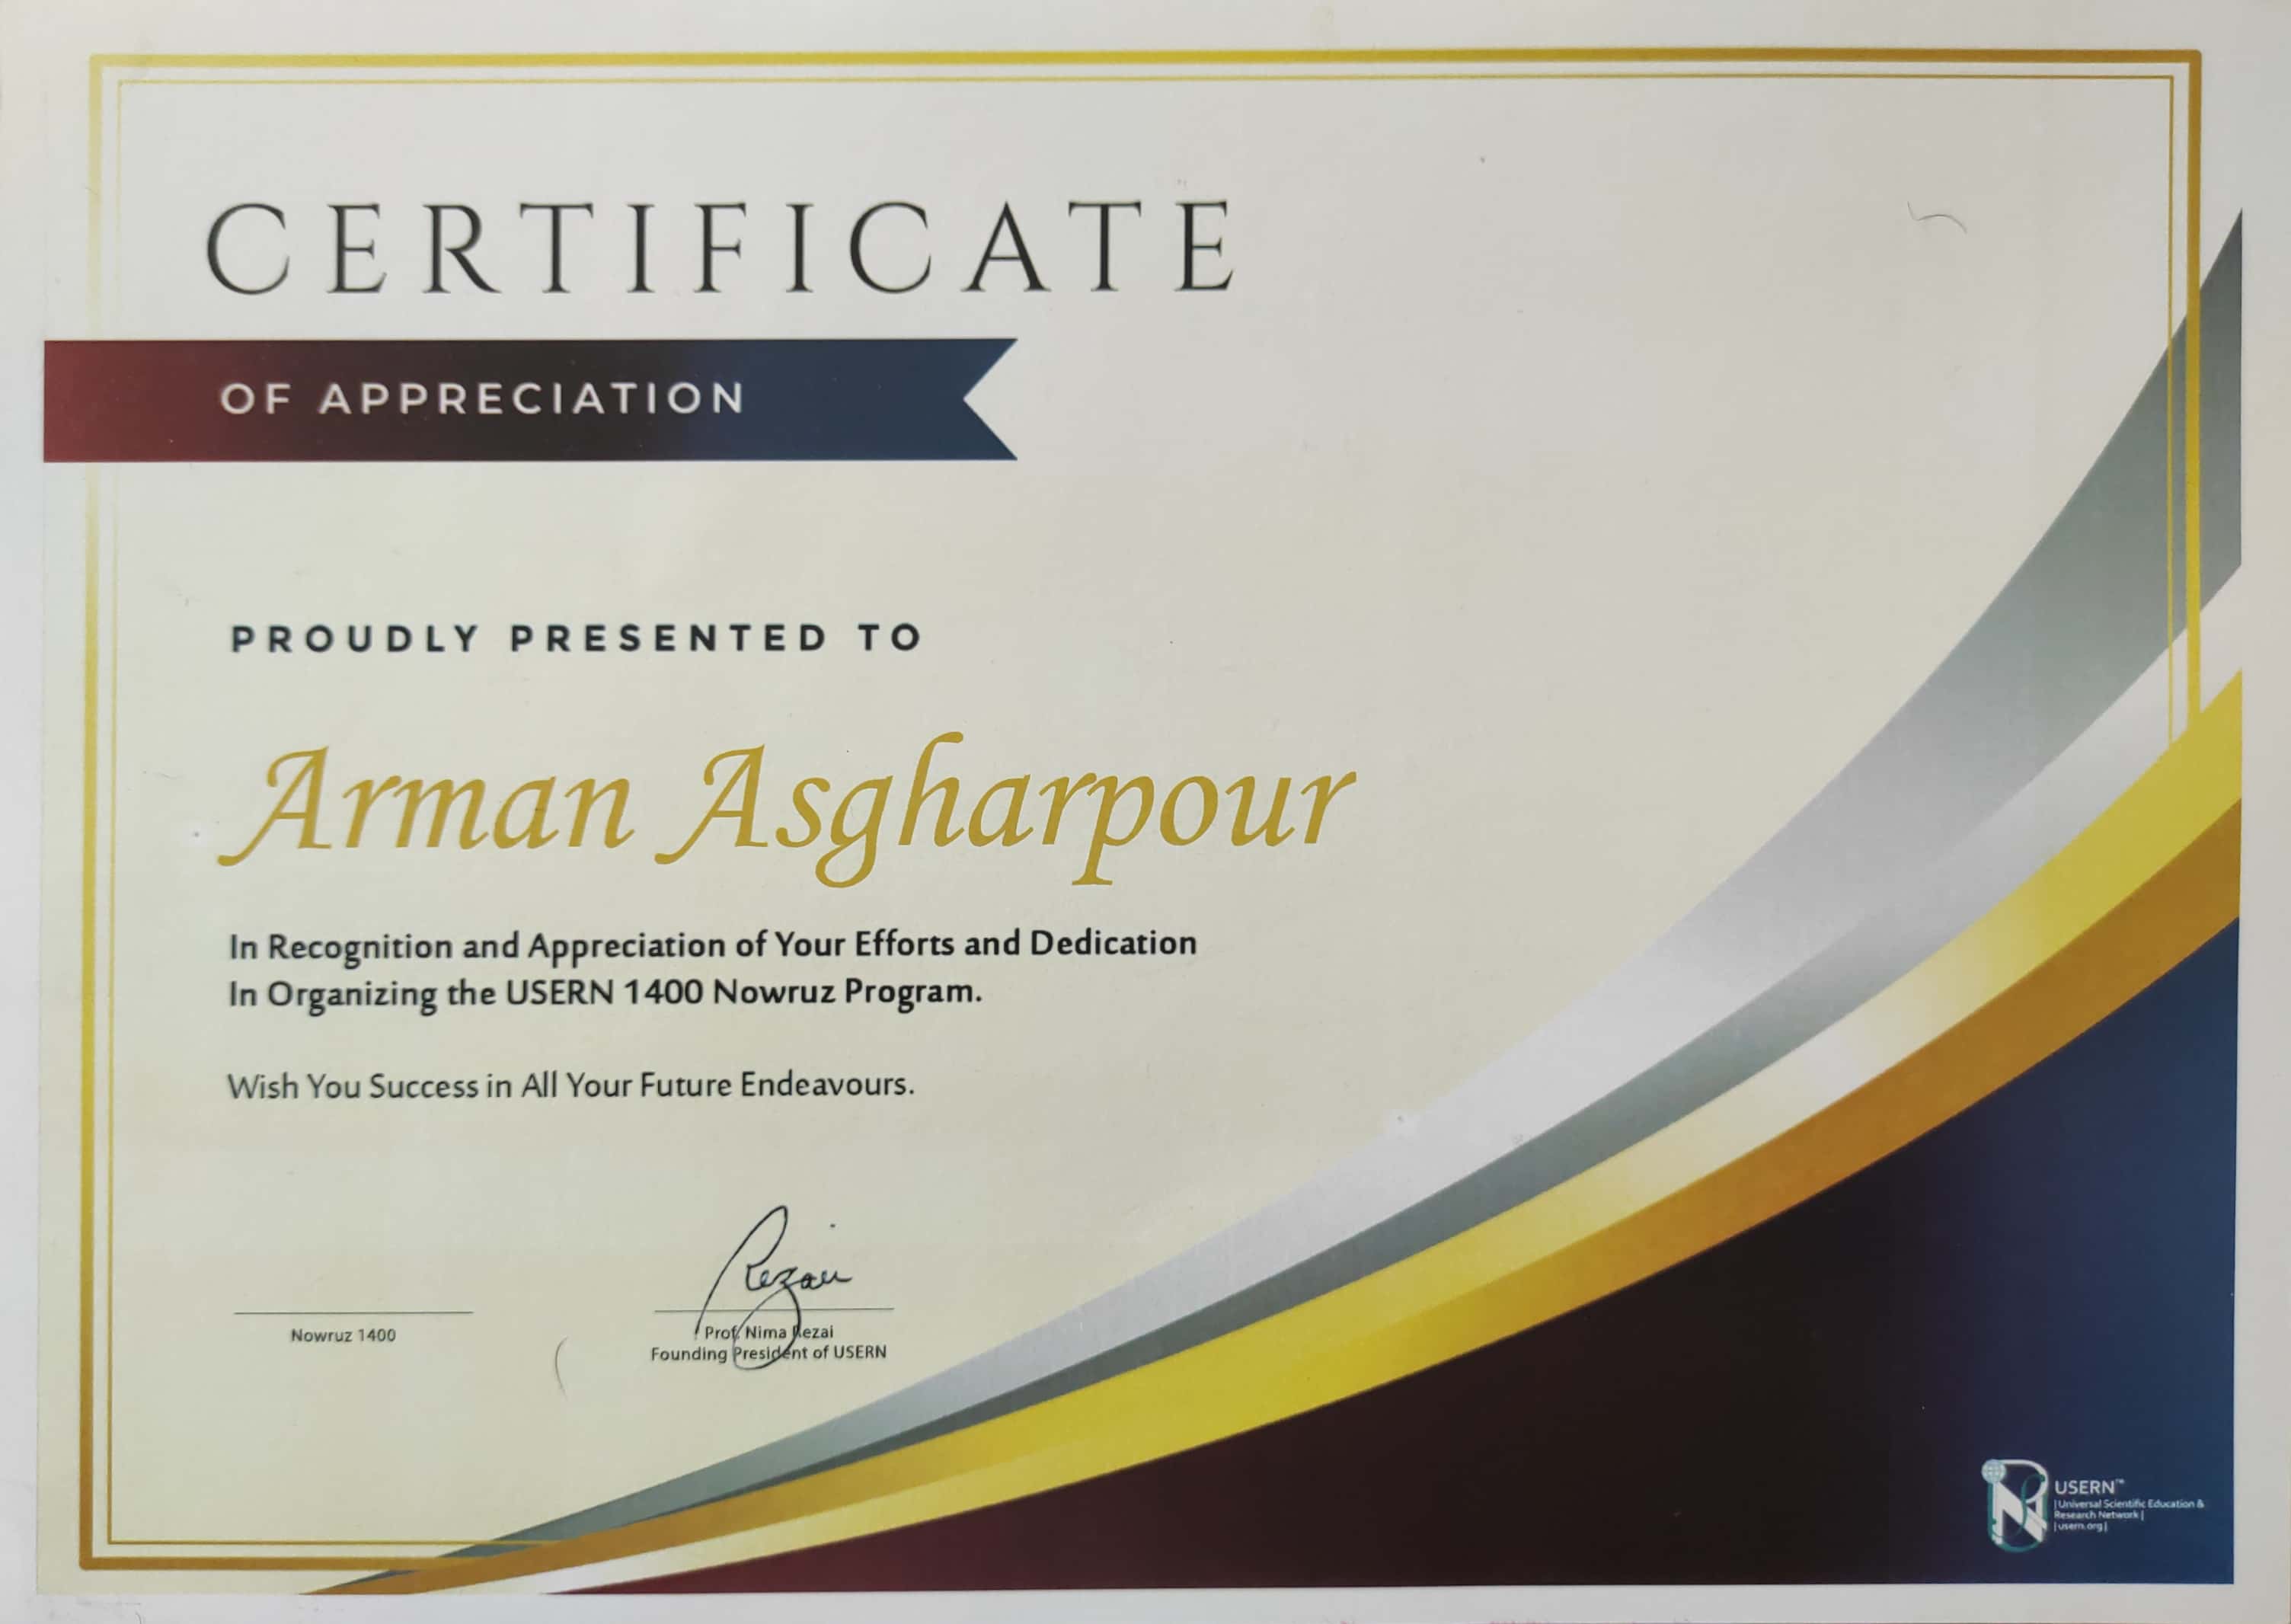 CERTIFICATE
OF APPRECIATION
PROUDLY PRESENTED TO
Arman Asgharpour
In Recognition and Appreciation of Your Efforts and Dedication
In Organizing the USERN 1400 Nowruz Program.
Wish You Success in All Your Future Endeavours.
Rezaei
Nowruz 1400
Prof. Nima Rezai
Founding President of USERN
USERN™
|Universal Scientific Education &
Research Network|
|usern.org|